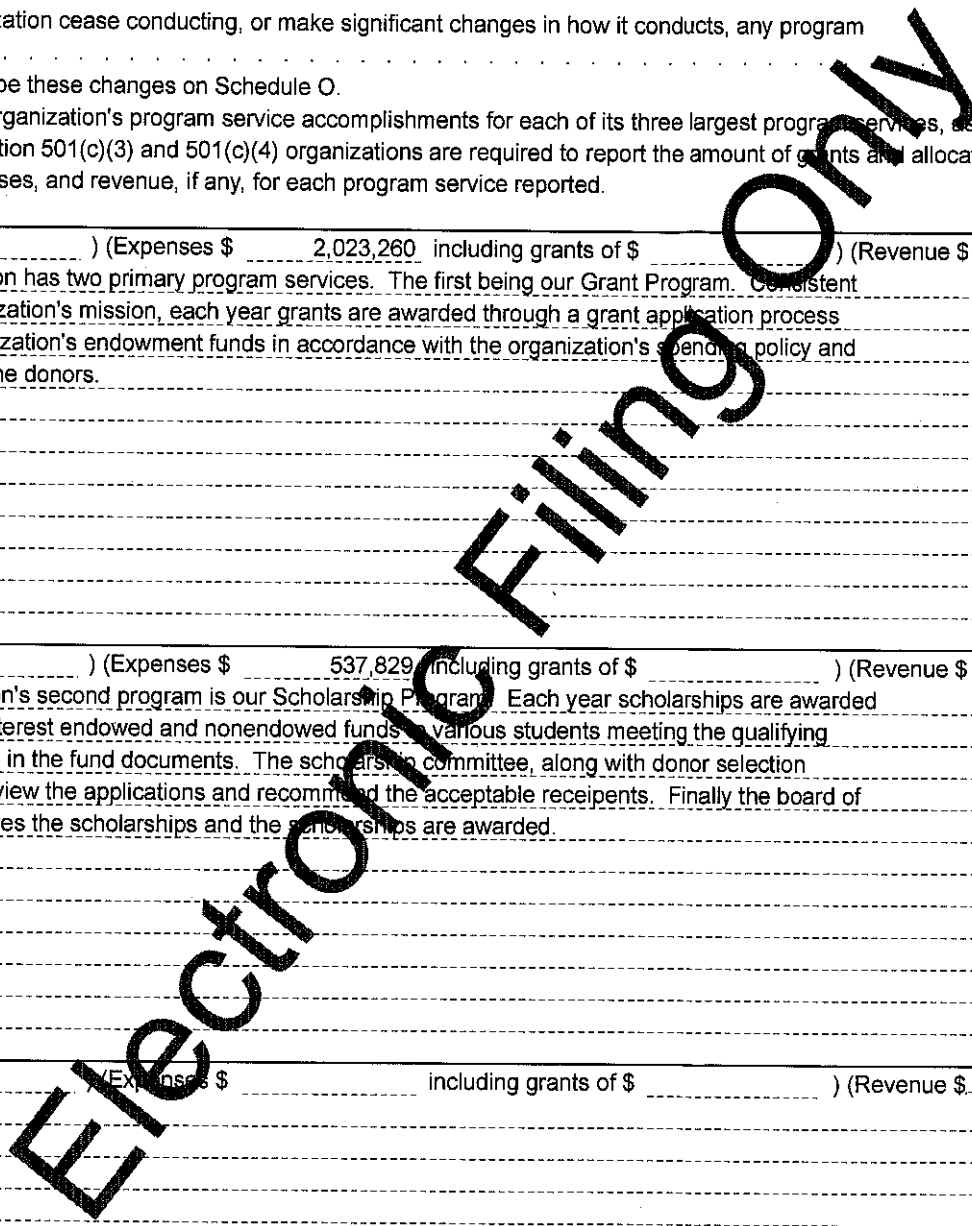 ation cease conducting, or make significant changes in how it conducts, any program
be these changes on Schedule O.
rganization's program service accomplishments for each of its three largest program services, as
tion 501(c)(3) and 501(c)(4) organizations are required to report the amount of grants and alloca
ses, and revenue, if any, for each program service reported.
) (Expenses $ 2,023,260 including grants of $ ) (Revenue $
on has two primary program services. The first being our Grant Program. Consistent
zation's mission, each year grants are awarded through a grant application process
zation's endowment funds in accordance with the organization's spending policy and
he donors.
) (Expenses $ 537,829 including grants of $ ) (Revenue $
on's second program is our Scholarship Program. Each year scholarships are awarded
terest endowed and nonendowed funds to various students meeting the qualifying
in the fund documents. The scholarship committee, along with donor selection
view the applications and recommend the acceptable receipents. Finally the board of
es the scholarships and the scholarships are awarded.
) (Expenses $ including grants of $ ) (Revenue $
Electronic Filing Only